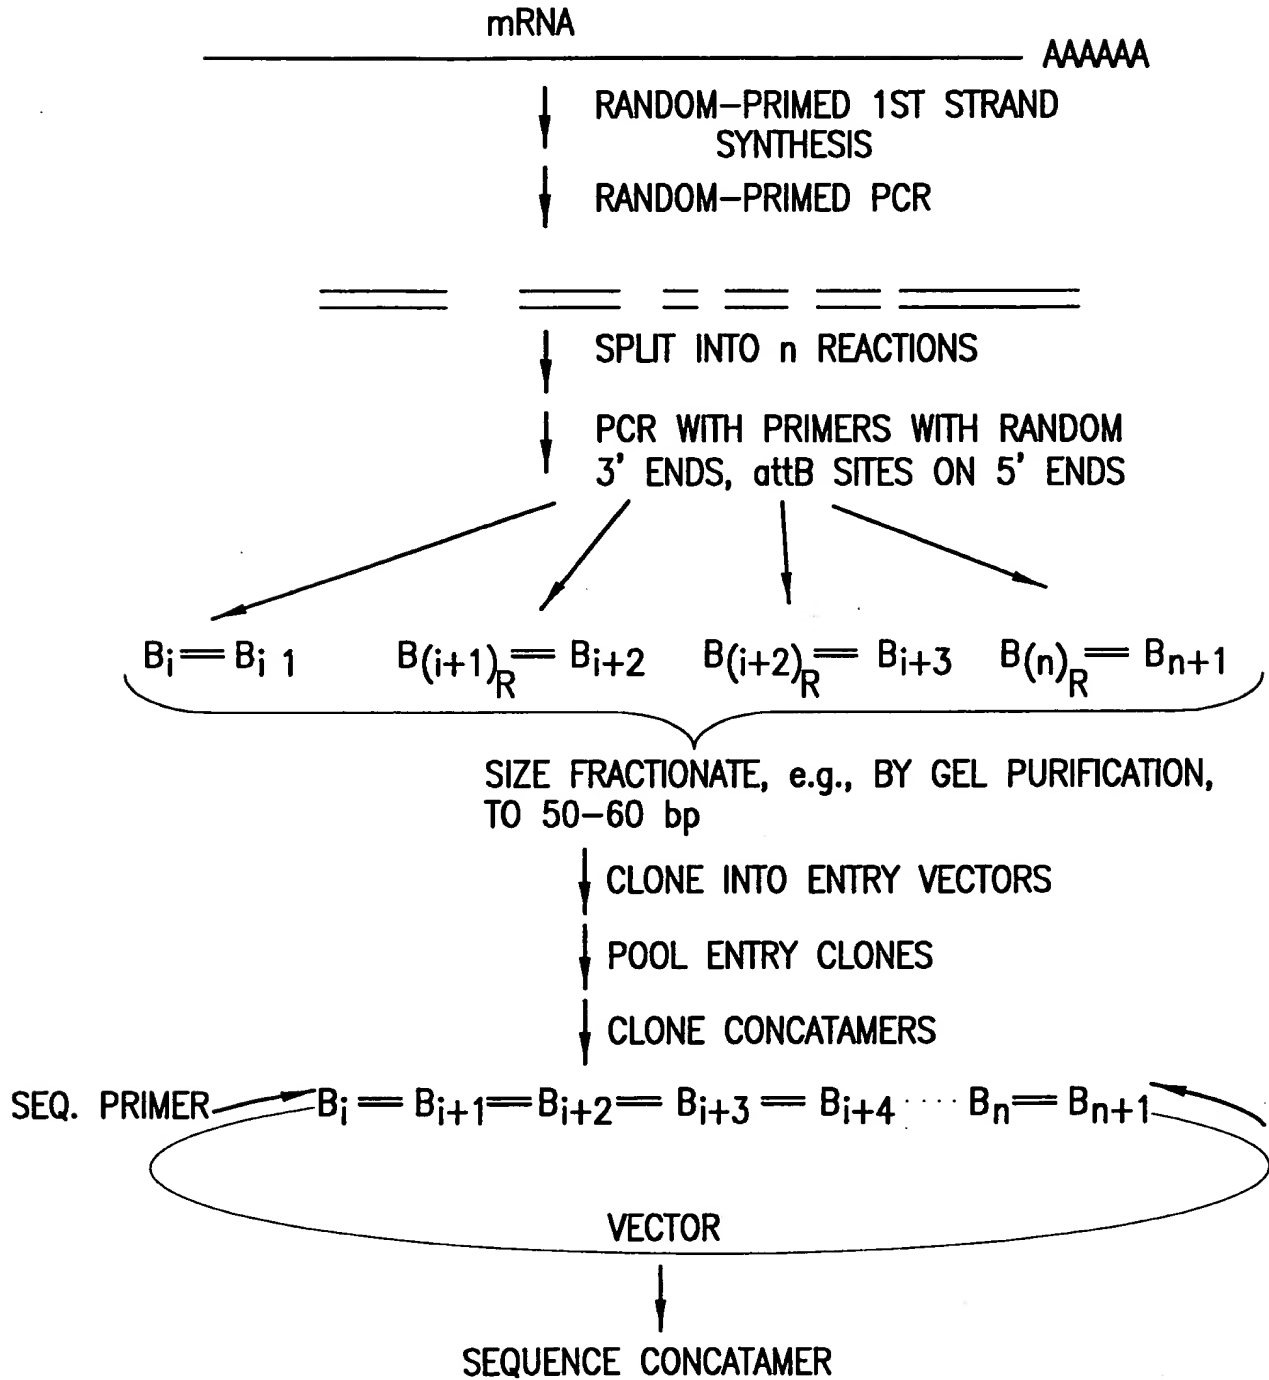 mRNA
AAAAAA
RANDOM-PRIMED 1ST STRAND
SYNTHESIS
RANDOM-PRIMED PCR
SPLIT INTO n REACTIONS
PCR WITH PRIMERS WITH RANDOM
3' ENDS, attB SITES ON 5' ENDS
Bi Bi 1 B(i+1)R Bi+2 B(i+2)R Bi+3 B(n)R Bn+1
SIZE FRACTIONATE, e.g., BY GEL PURIFICATION,
TO 50-60 bp
CLONE INTO ENTRY VECTORS
POOL ENTRY CLONES
CLONE CONCATAMERS
SEQ. PRIMER Bi Bi+1 Bi+2 Bi+3 Bi+4 ···· Bn Bn+1
VECTOR
SEQUENCE CONCATAMER